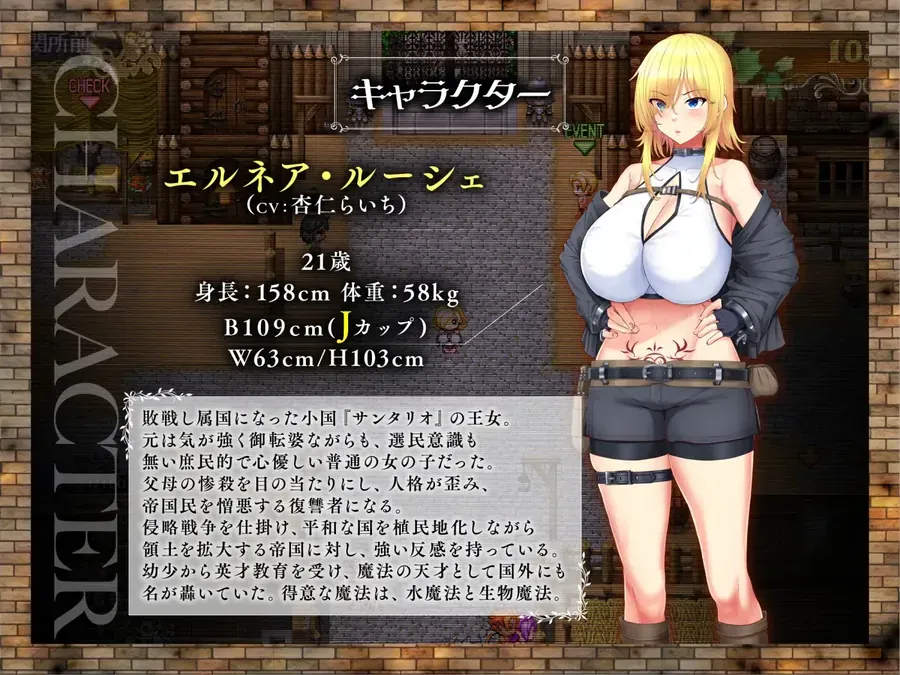 関所前
CHECK
CHARACTER
キャラクター
EVENT
エルネア・ルーシェ
（CV：杏仁らいち）
21歳
身長：158cm 体重：58kg
B109cm(Jカップ)
W63cm/H103cm
敗戦し属国になった小国『サンタリオ』の王女。
元は気が強く御転婆ながらも、選民意識も
無い庶民的で心優しい普通の女の子だった。
父母の惨殺を目の当たりにし、人格が歪み、
帝国民を憎悪する復讐者になる。
侵略戦争を仕掛け、平和な国を植民地化しながら
領土を拡大する帝国に対し、強い反感を持っている。
幼少から英才教育を受け、魔法の天才として国外にも
名が轟いていた。得意な魔法は、水魔法と生物魔法。